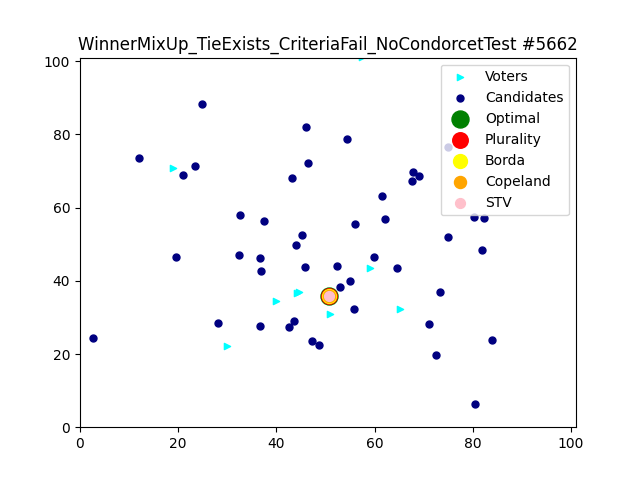 WinnerMixUp_TieExists_CriteriaFail_NoCondorcetTest #5662
100
80
60
40
20
0
0 20 40 60 80 100
Voters
Candidates
Optimal
Plurality
Borda
Copeland
STV